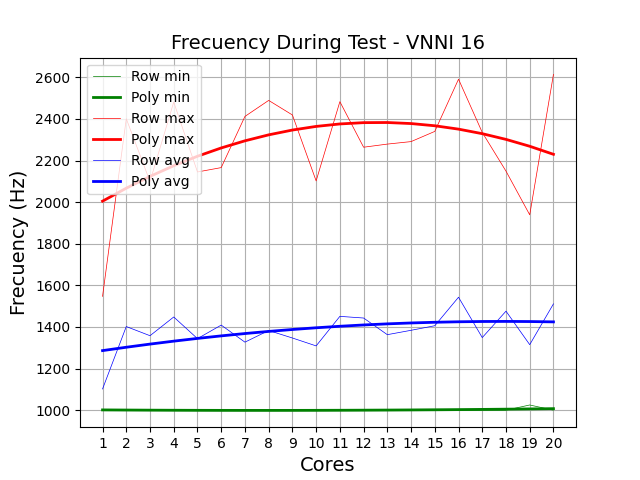 Frecuency During Test - VNNI 16
Row min
Poly min
Row max
Poly max
Row avg
Poly avg
2600
2400
2200
2000
1800
1600
1400
1200
1000
Frecuency (Hz)
1 2 3 4 5 6 7 8 9 10 11 12 13 14 15 16 17 18 19 20
Cores